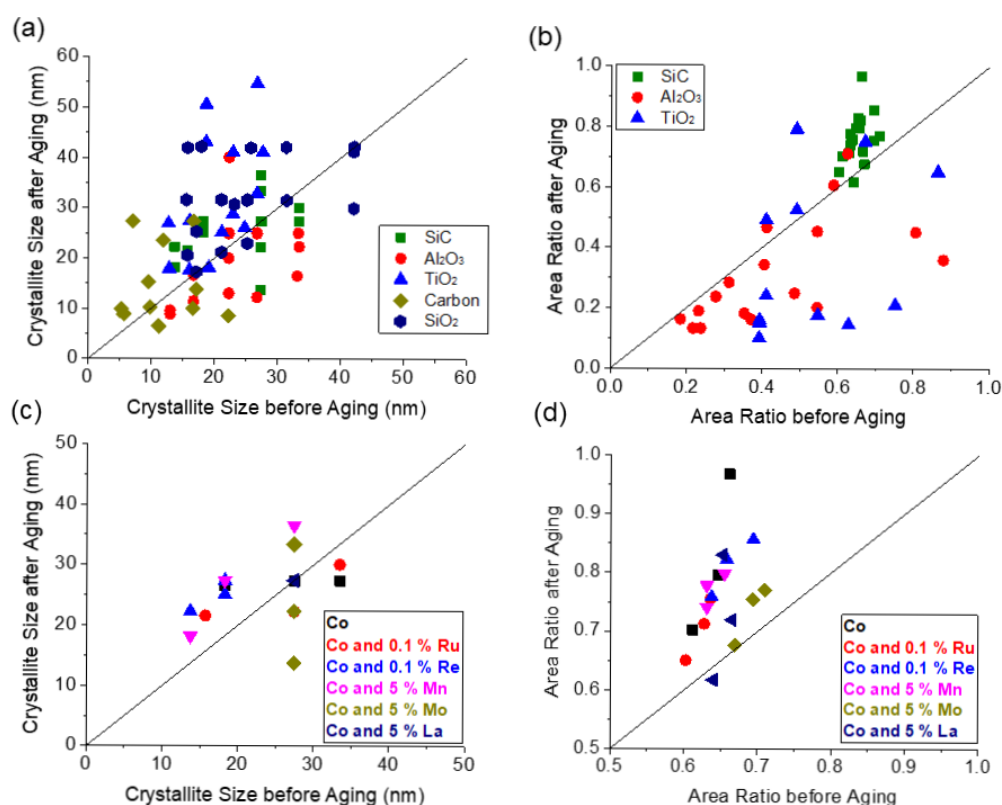 (a)
60
50
40
30
20
10
0
Crystallite Size after Aging (nm)
SiC
Al₂O₃
TiO₂
Carbon
SiO₂
0 10 20 30 40 50 60
Crystallite Size before Aging (nm)
(b)
1.0
0.8
0.6
0.4
0.2
0.0
Area Ratio after Aging
SiC
Al₂O₃
TiO₂
0.0 0.2 0.4 0.6 0.8 1.0
Area Ratio before Aging
(c)
50
40
30
20
10
0
Crystallite Size after Aging (nm)
Co
Co and 0.1 % Ru
Co and 0.1 % Re
Co and 5 % Mn
Co and 5 % Mo
Co and 5 % La
0 10 20 30 40 50
Crystallite Size before Aging (nm)
(d)
1.0
0.9
0.8
0.7
0.6
0.5
Area Ratio after Aging
Co
Co and 0.1 % Ru
Co and 0.1 % Re
Co and 5 % Mn
Co and 5 % Mo
Co and 5 % La
0.5 0.6 0.7 0.8 0.9 1.0
Area Ratio before Aging